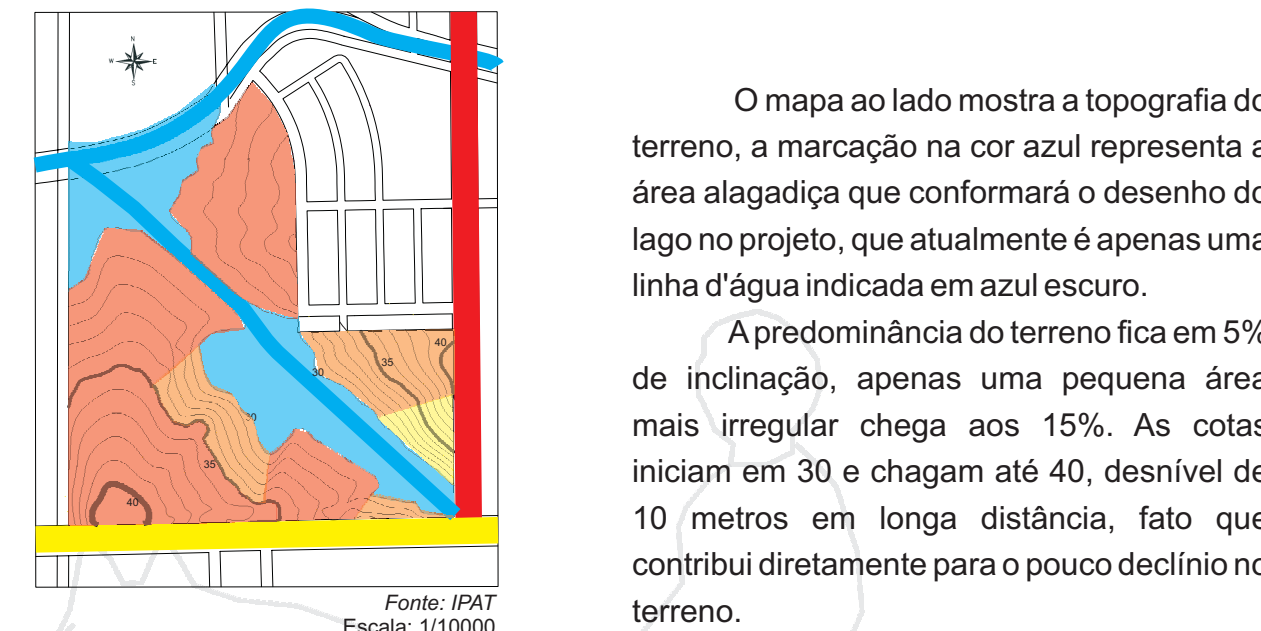 N
W E
S
40
35
30
30
35
40
Fonte: IPAT
Escala: 1/10000
O mapa ao lado mostra a topografia do
terreno, a marcação na cor azul representa a
área alagadiça que conformará o desenho do
lago no projeto, que atualmente é apenas uma
linha d'água indicada em azul escuro.
A predominância do terreno fica em 5%
de inclinação, apenas uma pequena área
mais irregular chega aos 15%. As cotas
iniciam em 30 e chagam até 40, desnível de
10 metros em longa distância, fato que
contribui diretamente para o pouco declínio no
terreno.